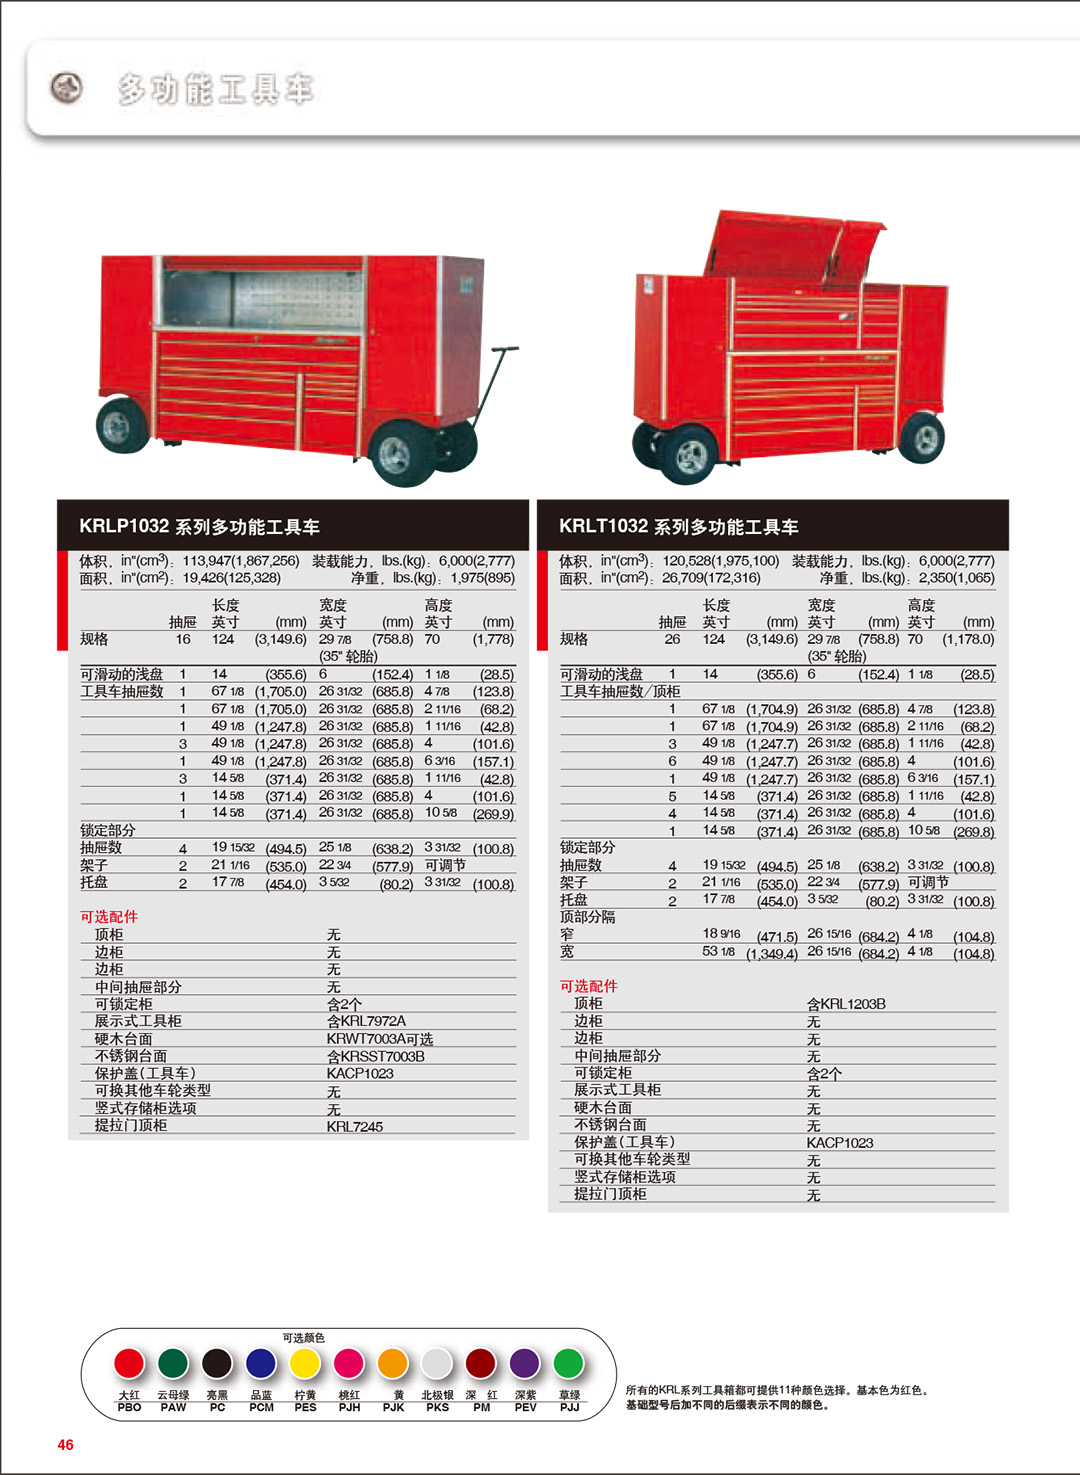 多功能工具车
KRLP1032 系列多功能工具车
体积，in"(cm3)：113,947(1,867,256) 装载能力，lbs.(kg)：6,000(2,777)
面积，in"(cm2)：19,426(125,328) 净重，lbs.(kg)：1,975(895)
长度 宽度 高度
抽屉 英寸 (mm) 英寸 (mm) 英寸 (mm)
规格 16 124 (3,149.6) 29 7/8 (758.8) 70 (1,778)
(35" 轮胎)
可滑动的浅盘 1 14 (355.6) 6 (152.4) 1 1/8 (28.5)
工具车抽屉数 1 67 1/8 (1,705.0) 26 31/32 (685.8) 4 7/8 (123.8)
1 67 1/8 (1,705.0) 26 31/32 (685.8) 2 11/16 (68.2)
1 49 1/8 (1,247.8) 26 31/32 (685.8) 1 11/16 (42.8)
3 49 1/8 (1,247.8) 26 31/32 (685.8) 4 (101.6)
1 49 1/8 (1,247.8) 26 31/32 (685.8) 6 3/16 (157.1)
3 14 5/8 (371.4) 26 31/32 (685.8) 1 11/16 (42.8)
1 14 5/8 (371.4) 26 31/32 (685.8) 4 (101.6)
1 14 5/8 (371.4) 26 31/32 (685.8) 10 5/8 (269.9)
锁定部分
抽屉数 4 19 15/32 (494.5) 25 1/8 (638.2) 3 31/32 (100.8)
架子 2 21 1/16 (535.0) 22 3/4 (577.9) 可调节
托盘 2 17 7/8 (454.0) 3 5/32 (80.2) 3 31/32 (100.8)
可选配件
顶柜 无
边柜 无
边柜 无
中间抽屉部分 无
可锁定柜 含2个
展示式工具柜 含KRL7972A
硬木台面 KRWT7003A可选
不锈钢台面 含KRSST7003B
保护盖（工具车） KACP1023
可换其他车轮类型 无
竖式存储柜选项 无
提拉门顶柜 KRL7245
KRLT1032 系列多功能工具车
体积，in"(cm3)：120,528(1,975,100) 装载能力，lbs.(kg)：6,000(2,777)
面积，in"(cm2)：26,709(172,316) 净重，lbs.(kg)：2,350(1,065)
长度 宽度 高度
抽屉 英寸 (mm) 英寸 (mm) 英寸 (mm)
规格 26 124 (3,149.6) 29 7/8 (758.8) 70 (1,178.0)
(35" 轮胎)
可滑动的浅盘 1 14 (355.6) 6 (152.4) 1 1/8 (28.5)
工具车抽屉数/顶柜
1 67 1/8 (1,704.9) 26 31/32 (685.8) 4 7/8 (123.8)
1 67 1/8 (1,704.9) 26 31/32 (685.8) 2 11/16 (68.2)
3 49 1/8 (1,247.7) 26 31/32 (685.8) 1 11/16 (42.8)
6 49 1/8 (1,247.7) 26 31/32 (685.8) 4 (101.6)
1 49 1/8 (1,247.7) 26 31/32 (685.8) 6 3/16 (157.1)
5 14 5/8 (371.4) 26 31/32 (685.8) 1 11/16 (42.8)
4 14 5/8 (371.4) 26 31/32 (685.8) 4 (101.6)
1 14 5/8 (371.4) 26 31/32 (685.8) 10 5/8 (269.8)
锁定部分
抽屉数 4 19 15/32 (494.5) 25 1/8 (638.2) 3 31/32 (100.8)
架子 2 21 1/16 (535.0) 22 3/4 (577.9) 可调节
托盘 2 17 7/8 (454.0) 3 5/32 (80.2) 3 31/32 (100.8)
顶部分隔
窄 18 9/16 (471.5) 26 15/16 (684.2) 4 1/8 (104.8)
宽 53 1/8 (1,349.4) 26 15/16 (684.2) 4 1/8 (104.8)
可选配件
顶柜 含KRL1203B
边柜 无
边柜 无
中间抽屉部分 无
可锁定柜 含2个
展示式工具柜 无
硬木台面 无
不锈钢台面 无
保护盖（工具车） KACP1023
可换其他车轮类型 无
竖式存储柜选项 无
提拉门顶柜 无
可选颜色
大红 云母绿 亮黑 品蓝 柠黄 桃红 黄 北极银 深 红 深紫 草绿
PBO PAW PC PCM PES PJH PJK PKS PM PEV PJJ
所有的KRL系列工具箱都可提供11种颜色选择。基本色为红色。
基础型号后加不同的后缀表示不同的颜色。
46